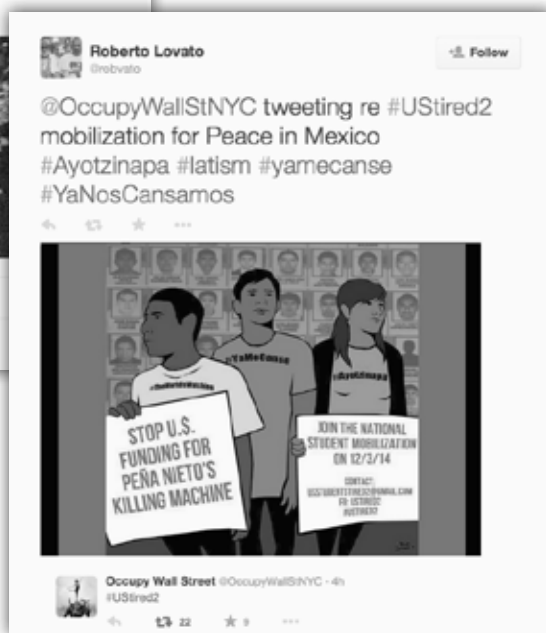 Roberto Lovato
@robvato
Follow
@OccupyWallStNYC tweeting re #UStired2
mobilization for Peace in Mexico
#Ayotzinapa #latism #yamecanse
#YaNosCansamos
#YaMeCanse
#Ayotzinapa
STOP U.$.
FUNDING FOR
PEÑA NIETO'S
KILLING MACHINE
JOIN THE NATIONAL
STUDENT MOBILIZATION
ON 12/3/14
CONTACT:
Occupy Wall Street @OccupyWallStNYC · 4h
#UStired2
22
9